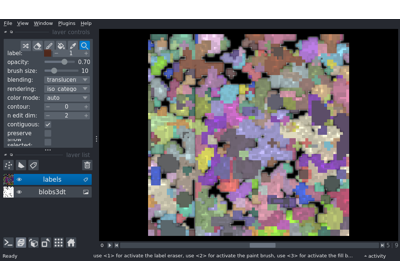 File View Window Plugins Help
layer controls
label: 1
opacity: 0.70
brush size: 10
blending: translucen
rendering: iso_catego
color mode: auto
contour: 0
n edit dim: 2
contiguous:
preserve
show
selected:
layer list
labels
blobs3dt
Ready
use <1> for activate the label eraser, use <2> for activate the paint brush, use <3> for activate the fill b...
activity